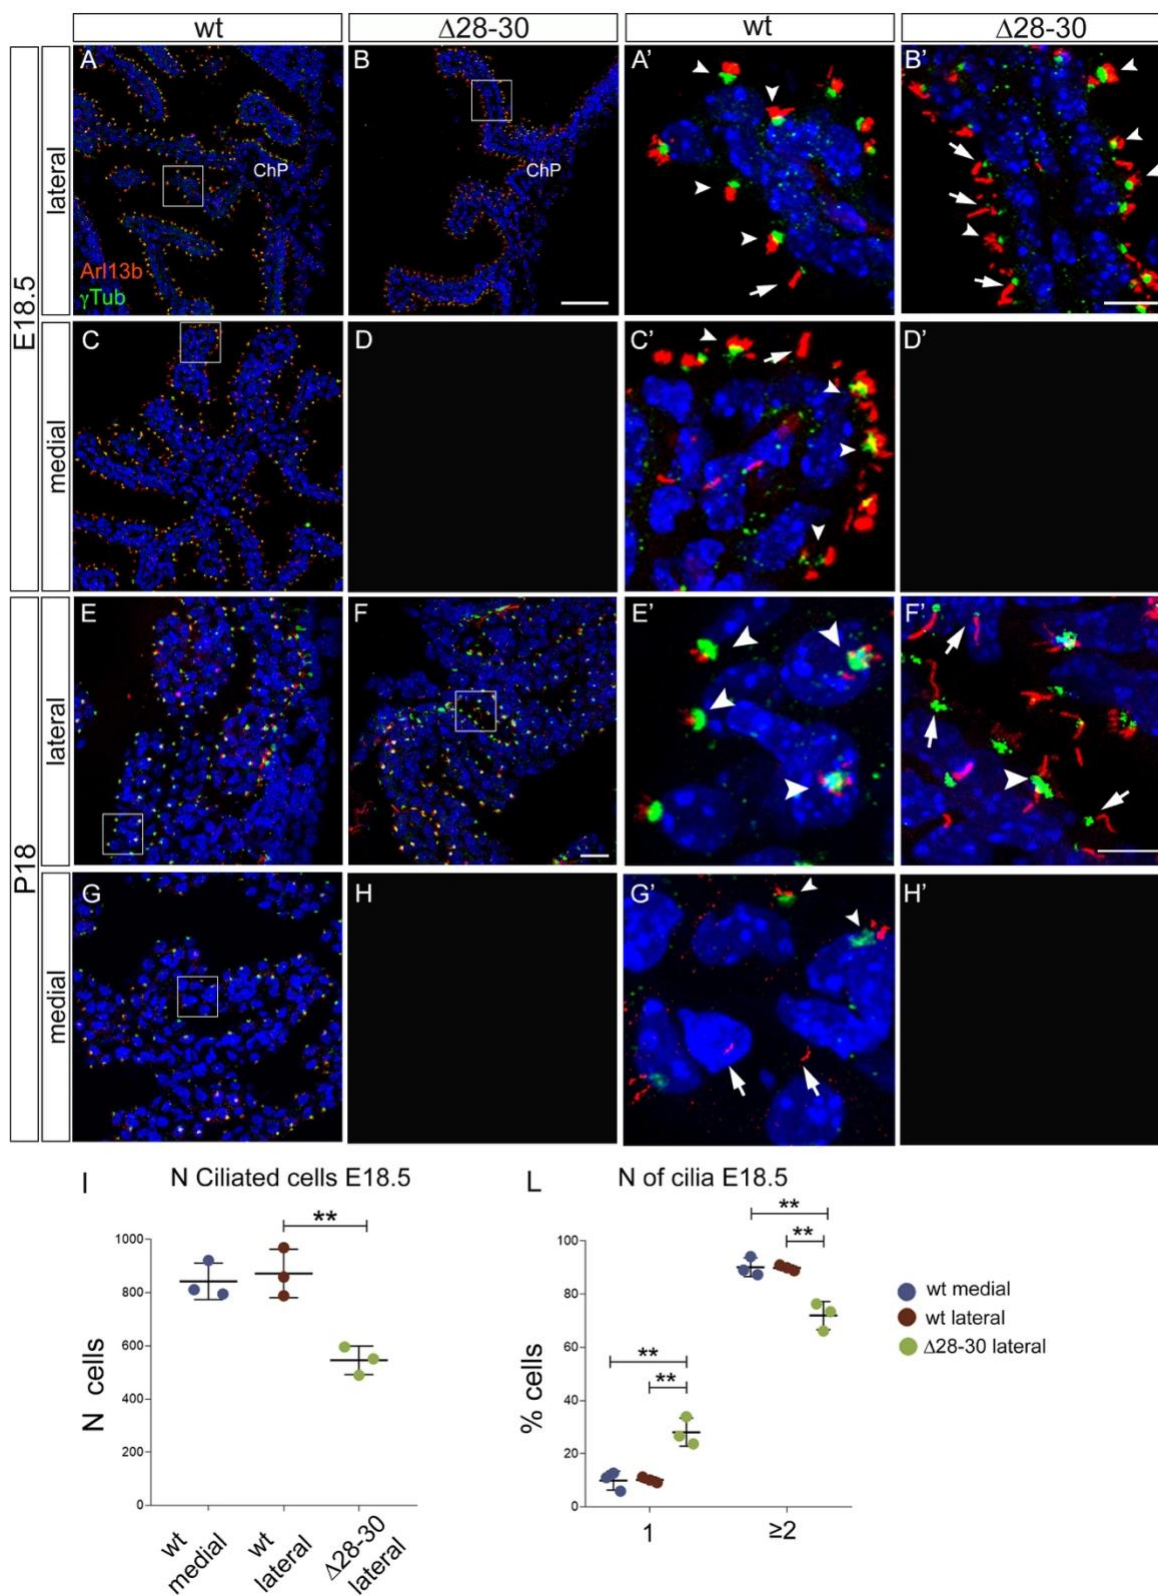 wt
Δ28-30
wt
Δ28-30
E18.5
lateral
A
ChP
Arl13b
γTub
B
ChP
A'
B'
medial
C
D
C'
D'
P18
lateral
E
F
E'
F'
medial
G
H
G'
H'
I
N Ciliated cells E18.5
**
N cells
1000
800
600
400
200
0
wt medial
wt lateral
Δ28-30 lateral
L
N of cilia E18.5
**
**
**
**
% cells
100
80
60
40
20
0
1
≥2
wt medial
wt lateral
Δ28-30 lateral